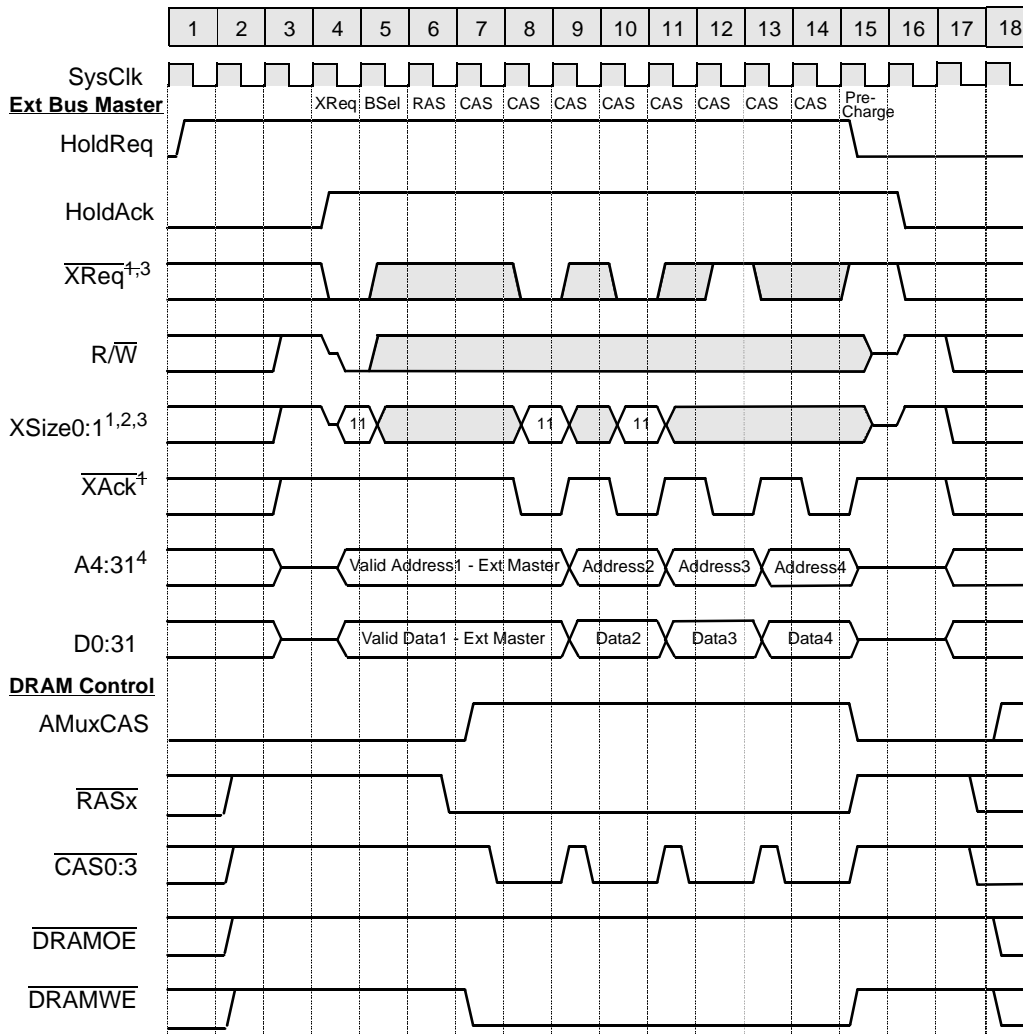 1 2 3 4 5 6 7 8 9 10 11 12 13 14 15 16 17 18
SysClk
Ext Bus Master
XReq BSel RAS CAS CAS CAS CAS CAS CAS CAS CAS Pre-Charge
HoldReq
HoldAck
XReq1,3
R/W
XSize0:11,2,3 11 11 11
XAck1
A4:314 Valid Address1 - Ext Master Address2 Address3 Address4
D0:31 Valid Data1 - Ext Master Data2 Data3 Data4
DRAM Control
AMuxCAS
RASx
CAS0:3
DRAMOE
DRAMWE